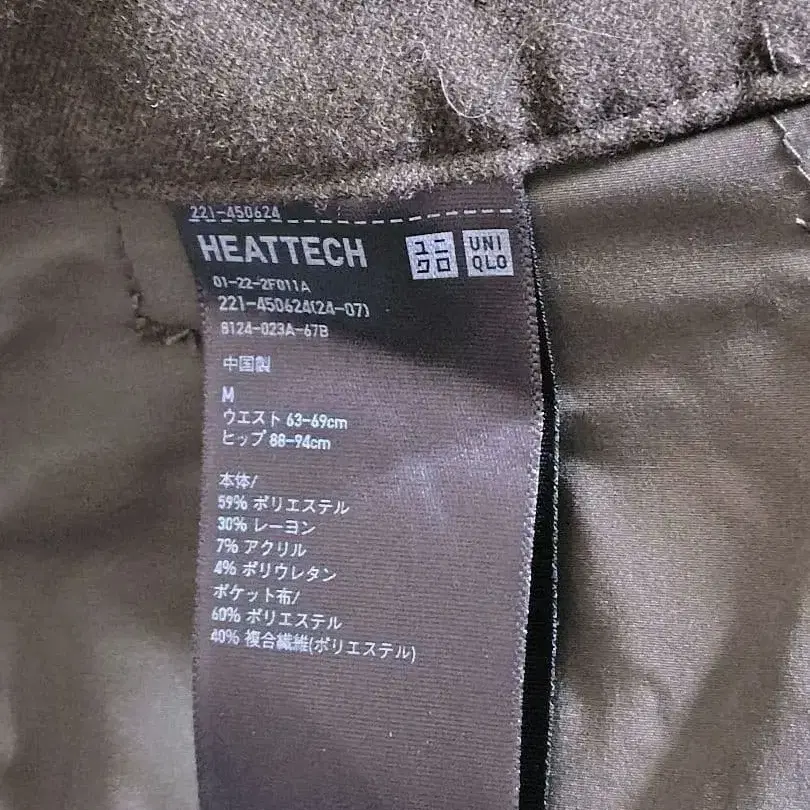 221-450624
HEATTECH
ユニ
クロ
UNI
QLO
01-22-2F011A
221-450624(24-07)
8124-023A-67B
中国製
M
ウエスト 63-69cm
ヒップ 88-94cm
本体/
59% ポリエステル
30% レーヨン
7% アクリル
4% ポリウレタン
ポケット布/
60% ポリエステル
40% 複合繊維(ポリエステル)